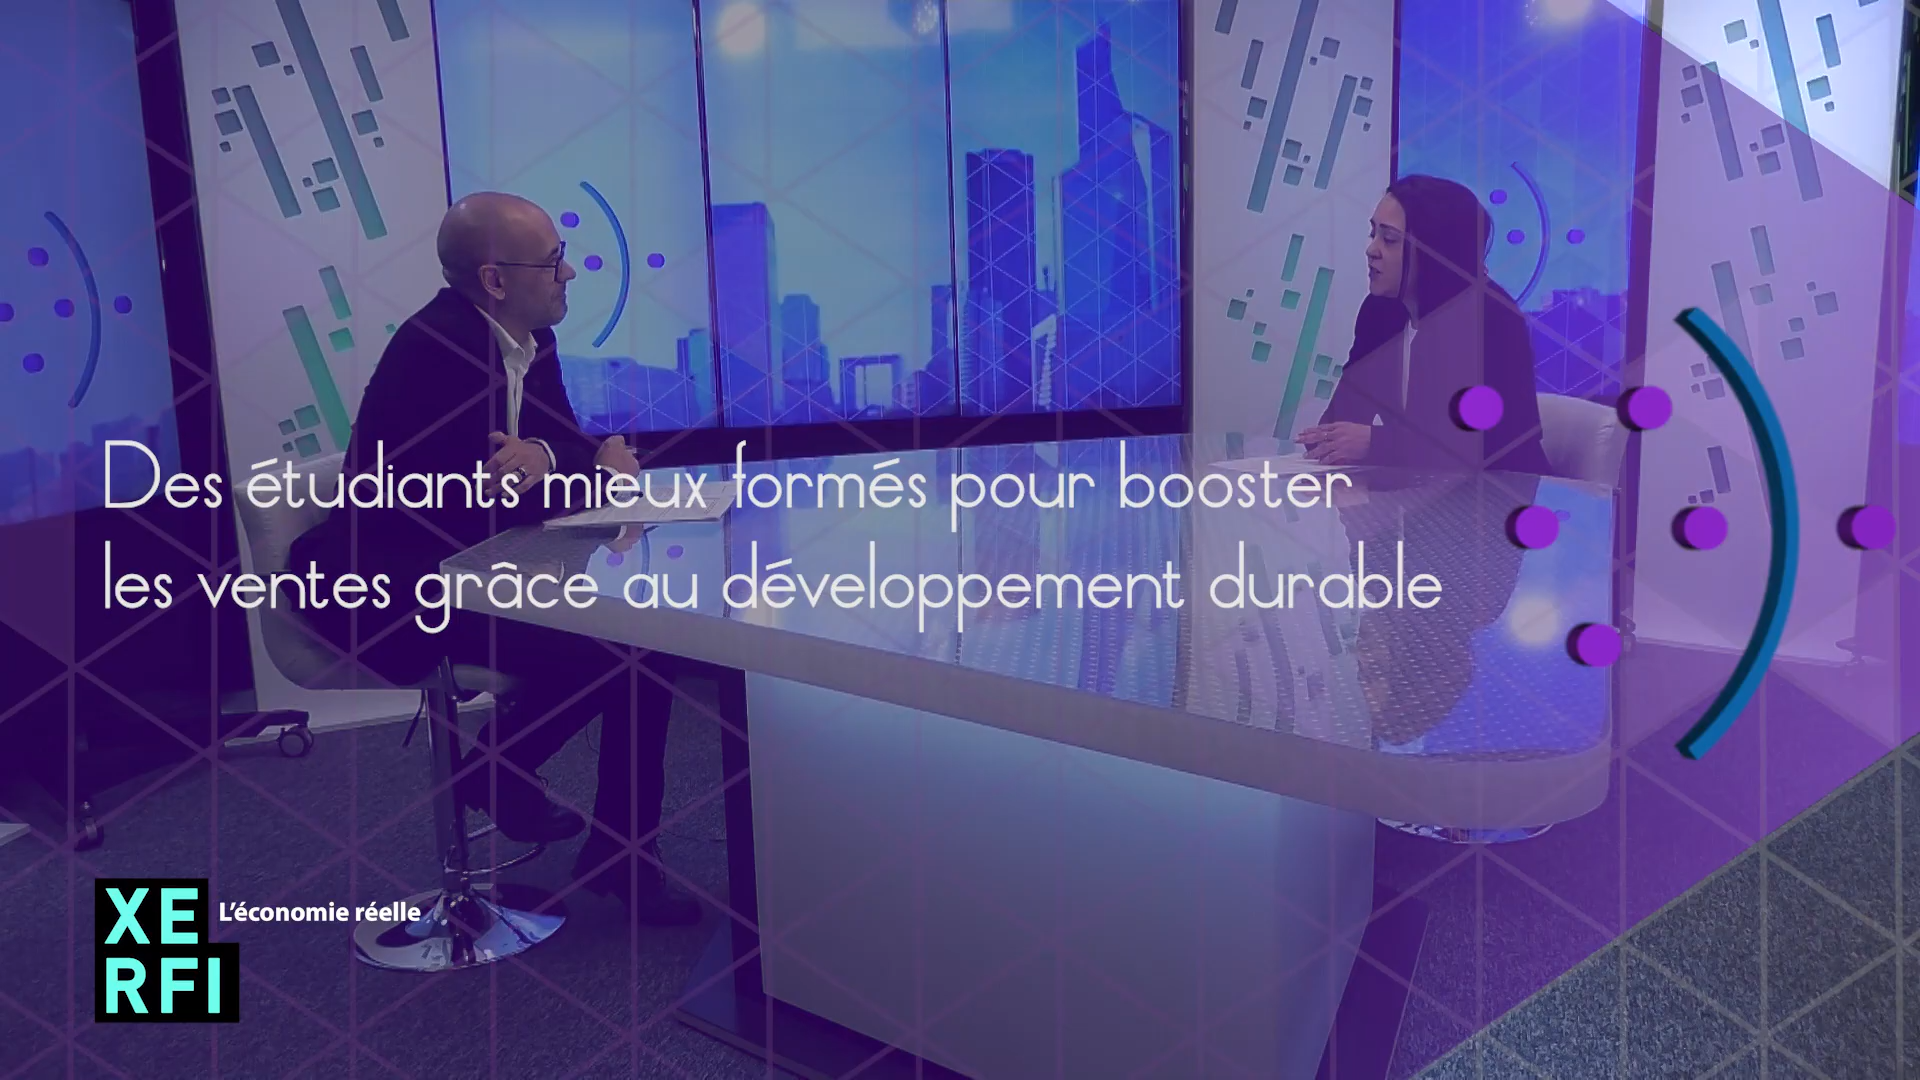 Des étudiants mieux formés pour booster
les ventes grâce au développement durable
XE
RFI
L'économie réelle